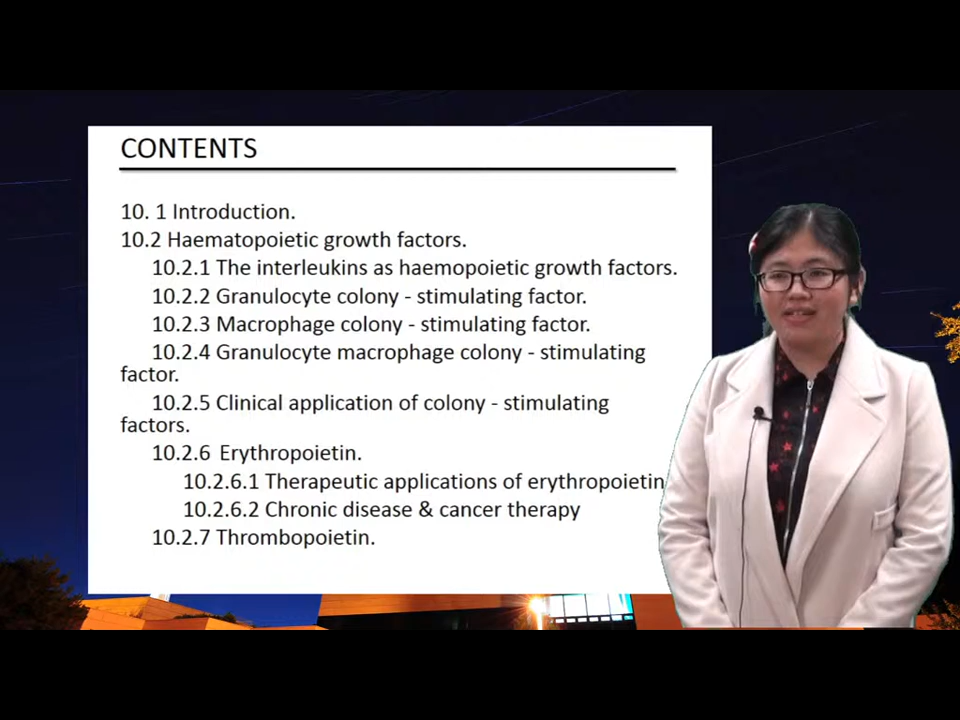 CONTENTS
10. 1 Introduction.
10.2 Haematopoietic growth factors.
10.2.1 The interleukins as haemopoietic growth factors.
10.2.2 Granulocyte colony - stimulating factor.
10.2.3 Macrophage colony - stimulating factor.
10.2.4 Granulocyte macrophage colony - stimulating
factor.
10.2.5 Clinical application of colony - stimulating
factors.
10.2.6 Erythropoietin.
10.2.6.1 Therapeutic applications of erythropoietin
10.2.6.2 Chronic disease & cancer therapy
10.2.7 Thrombopoietin.